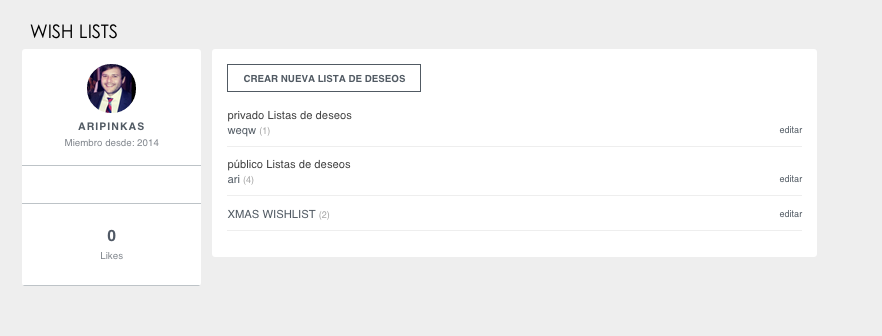 WISH LISTS
ARIPINKAS
Miembro desde: 2014
0
Likes
CREAR NUEVA LISTA DE DESEOS
privado Listas de deseos
weqw (1) editar
público Listas de deseos
ari (4) editar
XMAS WISHLIST (2) editar